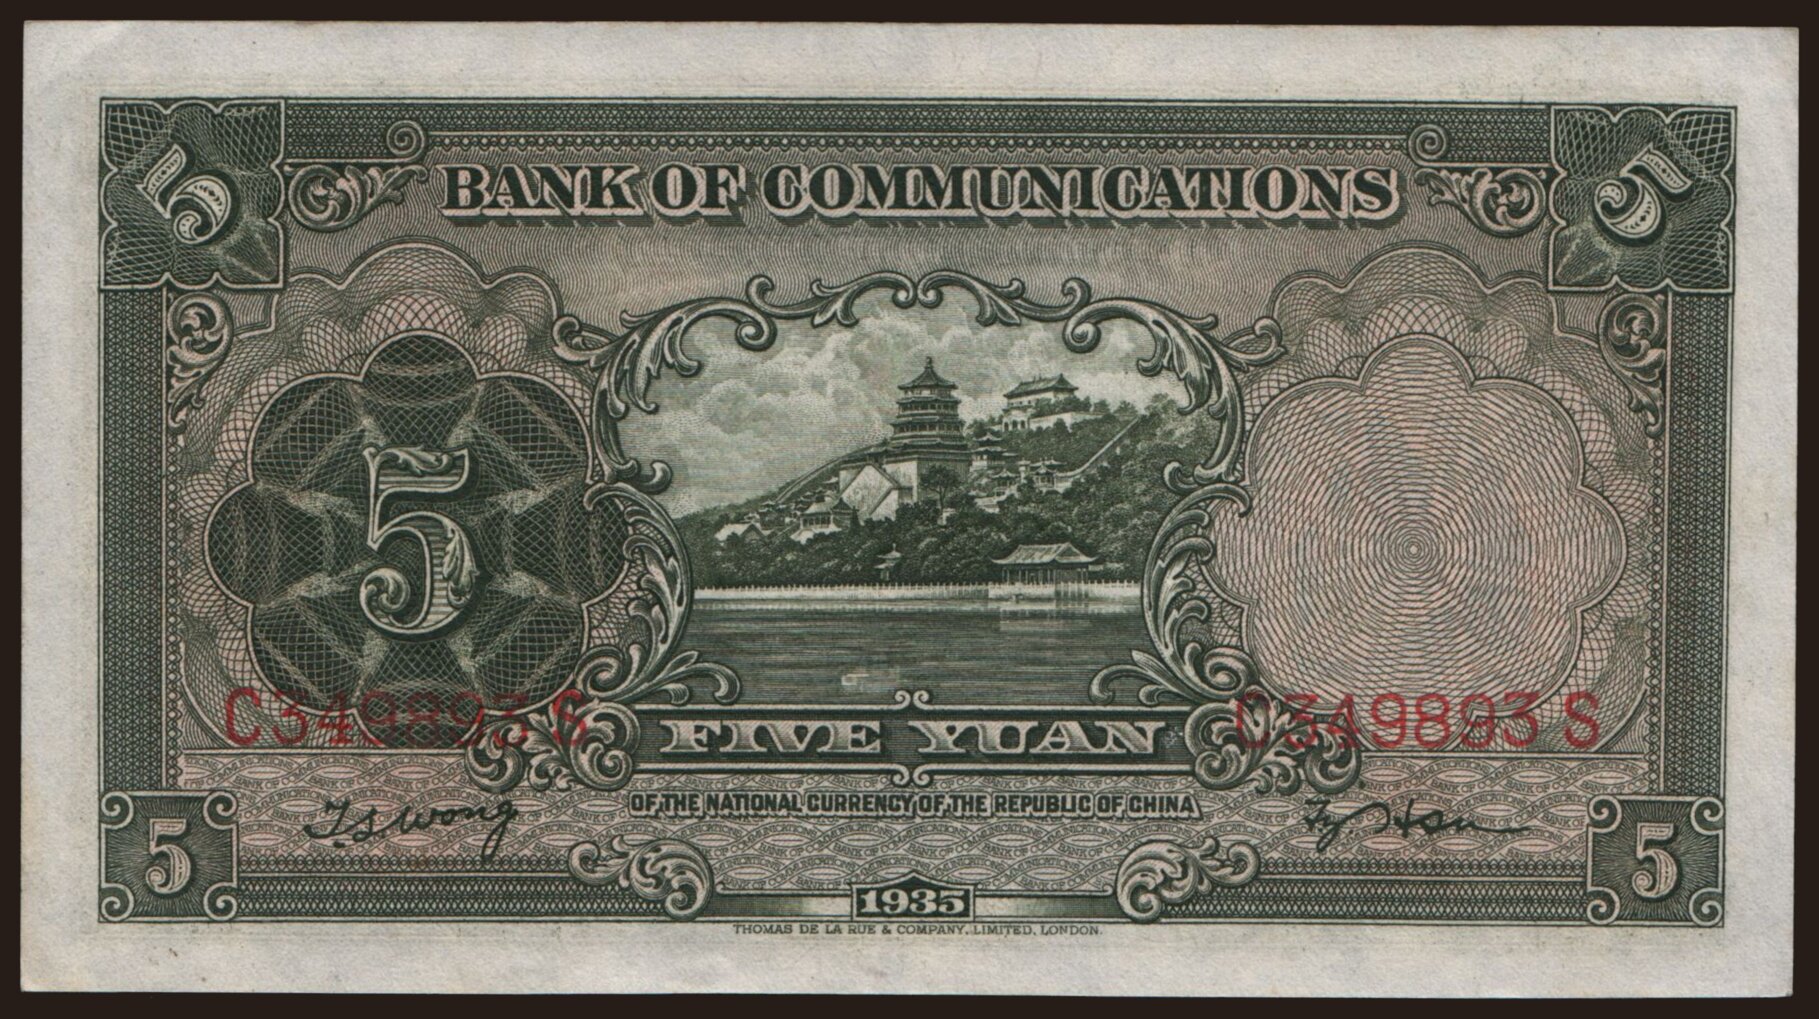 5 5
BANK OF COMMUNICATIONS
5
C349893 S C349893 S
FIVE YUAN
OF THE NATIONAL CURRENCY OF THE REPUBLIC OF CHINA
T S Wong
5 5
1935
THOMAS DE LA RUE & COMPANY, LIMITED, LONDON.